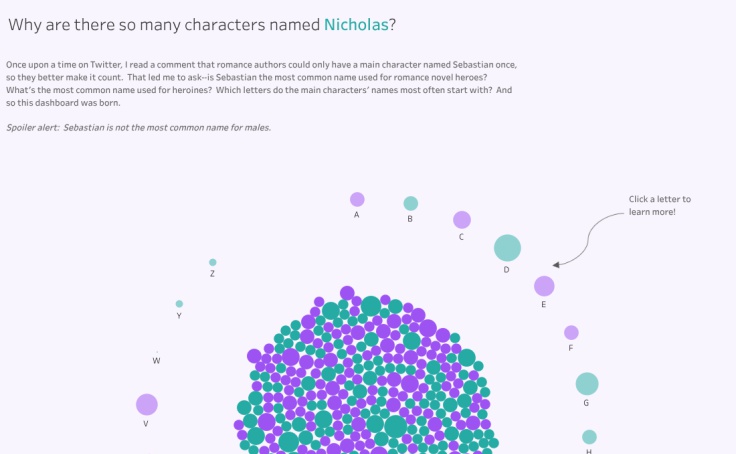 Why are there so many characters named Nicholas?
Once upon a time on Twitter, I read a comment that romance authors could only have a main character named Sebastian once,
so they better make it count. That led me to ask--is Sebastian the most common name used for romance novel heroes?
What's the most common name used for heroines? Which letters do the main characters' names most often start with? And
so this dashboard was born.
Spoiler alert: Sebastian is not the most common name for males.
Click a letter to
learn more!
A
B
C
D
E
F
G
H
Z
Y
W
V